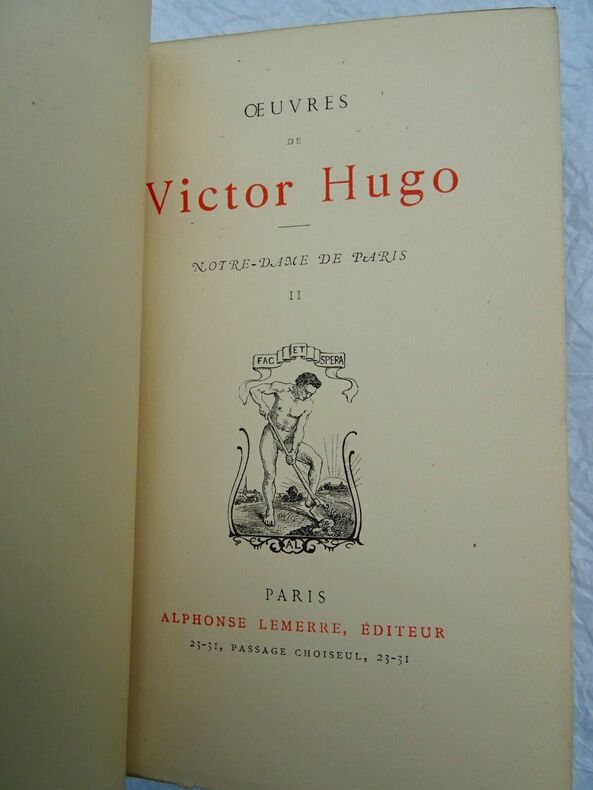 ŒUVRES
DE
Victor Hugo
NOTRE-DAME DE PARIS
II
FAC ET SPERA
AL
PARIS
ALPHONSE LEMERRE, ÉDITEUR
23-31, PASSAGE CHOISEUL, 23-31